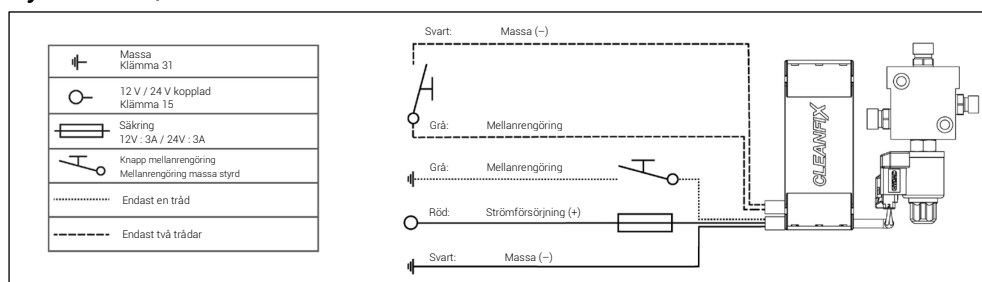 Massa
Klämma 31
12 V / 24 V kopplad
Klämma 15
Säkring
12V : 3A / 24V : 3A
Knapp mellanrengöring
Mellanrengöring massa styrd
Endast en tråd
Endast två trådar
Svart: Massa (–)
Grå: Mellanrengöring
Grå: Mellanrengöring
Röd: Strömförsörjning (+)
Svart: Massa (–)
CLEANFIX